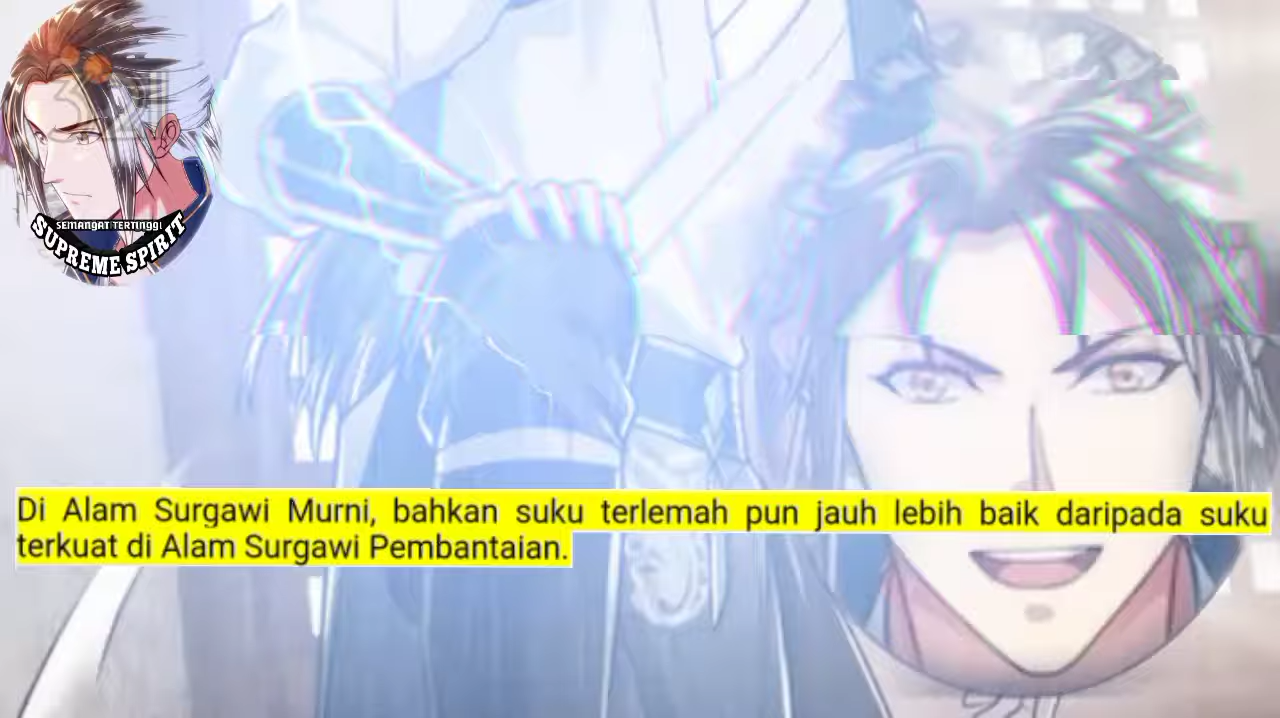 SEMANGAT TERTINGGI
SUPREME SPIRIT
Di Alam Surgawi Murni, bahkan suku terlemah pun jauh lebih baik daripada suku
terkuat di Alam Surgawi Pembantaian.